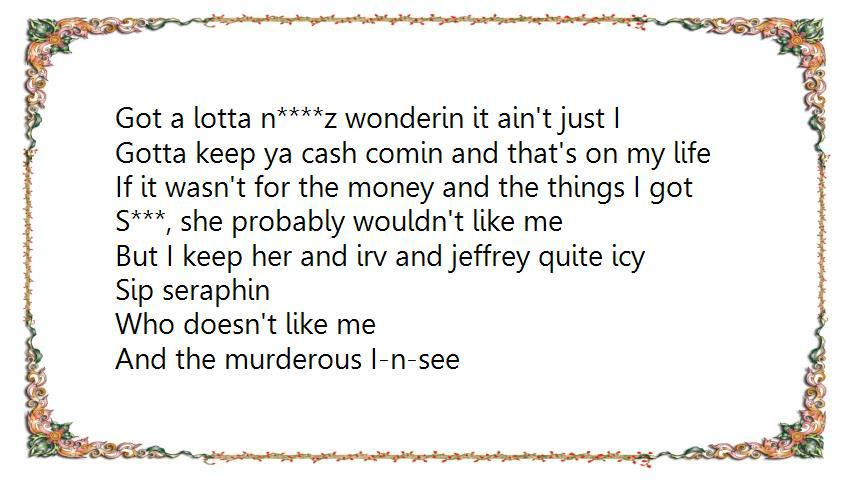 Got a lotta n****z wonderin it ain't just I
Gotta keep ya cash comin and that's on my life
If it wasn't for the money and the things I got
S***, she probably wouldn't like me
But I keep her and irv and jeffrey quite icy
Sip seraphin
Who doesn't like me
And the murderous I-n-see